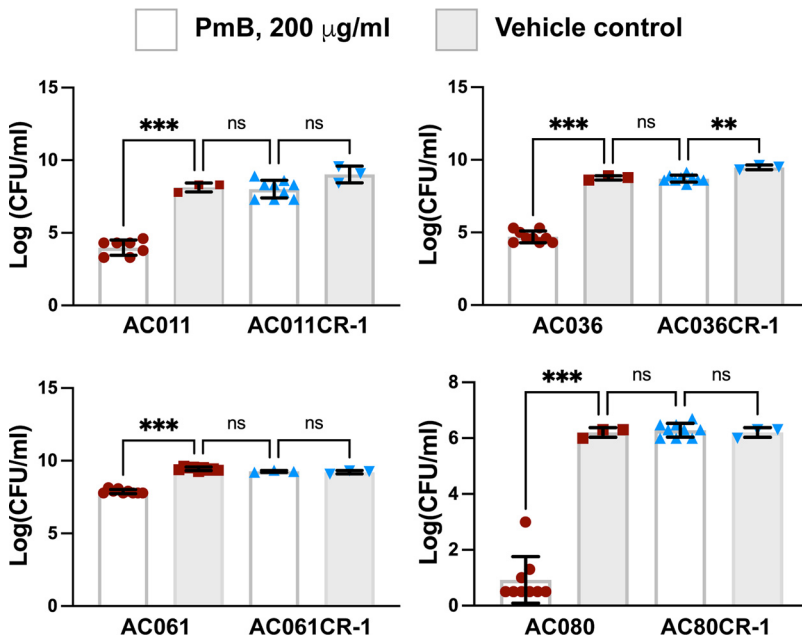 PmB, 200 μg/ml
Vehicle control
Log (CFU/ml)
15
10
5
0
***
ns
ns
AC011
AC011CR-1
Log(CFU/ml)
15
10
5
0
***
ns
**
AC036
AC036CR-1
Log(CFU/ml)
15
10
5
0
***
ns
ns
AC061
AC061CR-1
Log(CFU/ml)
8
6
4
2
0
***
ns
ns
AC080
AC80CR-1